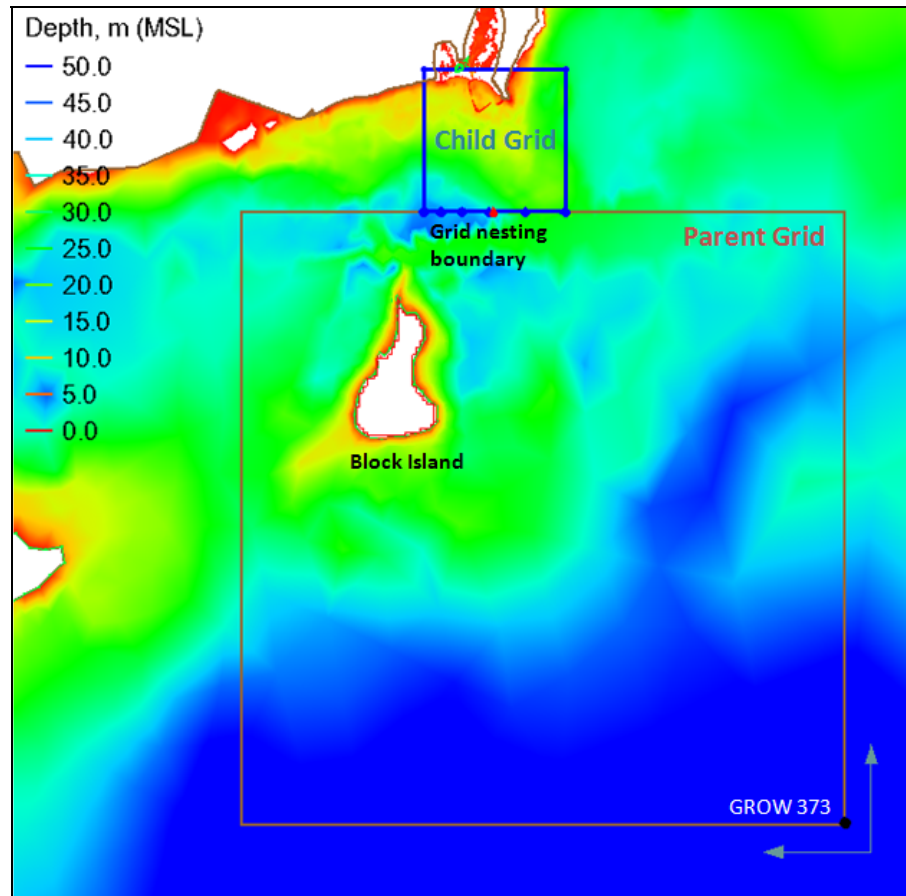 Depth, m (MSL)
50.0
45.0
40.0
35.0
30.0
25.0
20.0
15.0
10.0
5.0
0.0
Child Grid
Grid nesting
boundary
Parent Grid
Block Island
GROW 373